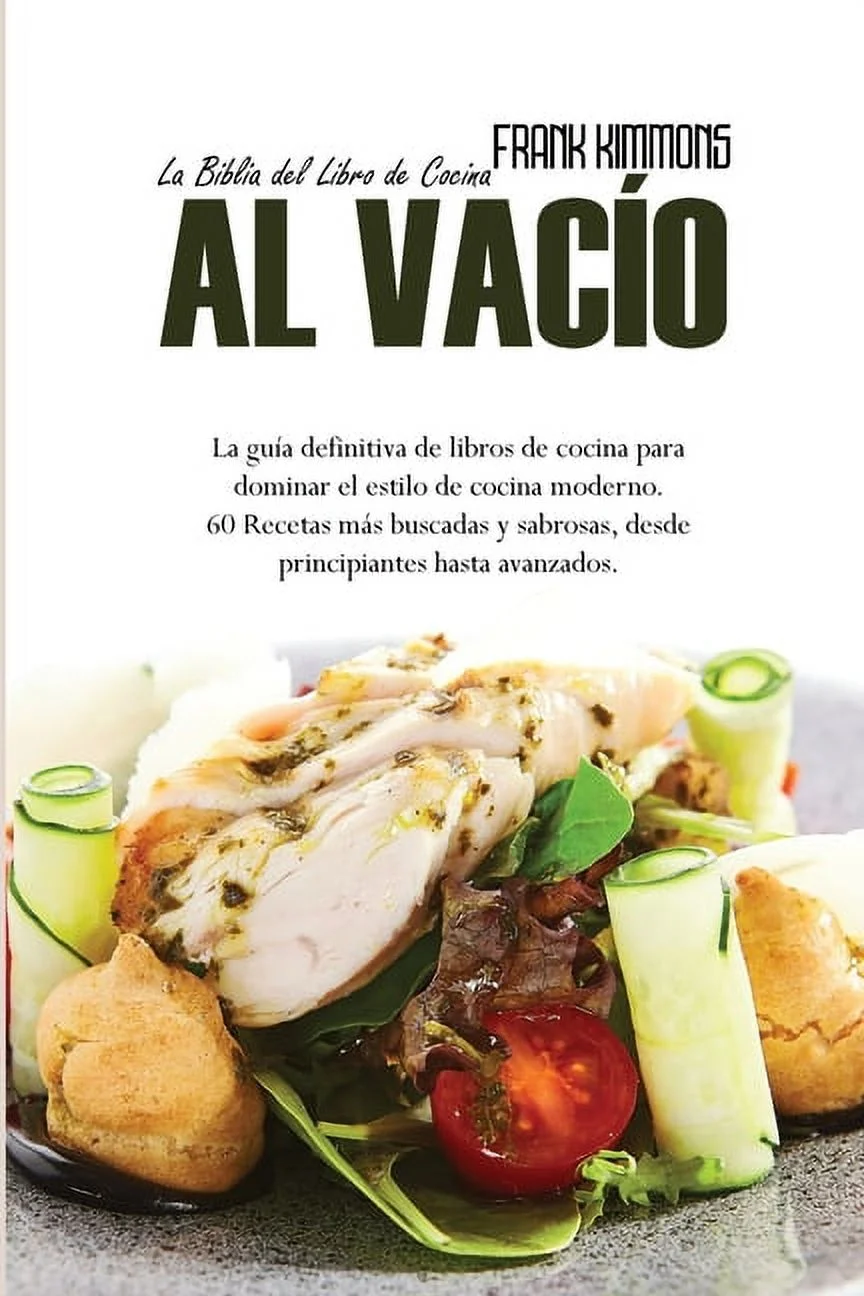 FRANK KIMMONS
La Biblia del Libro de Cocina
AL VACÍO
La guía definitiva de libros de cocina para
dominar el estilo de cocina moderno.
60 Recetas más buscadas y sabrosas, desde
principiantes hasta avanzados.